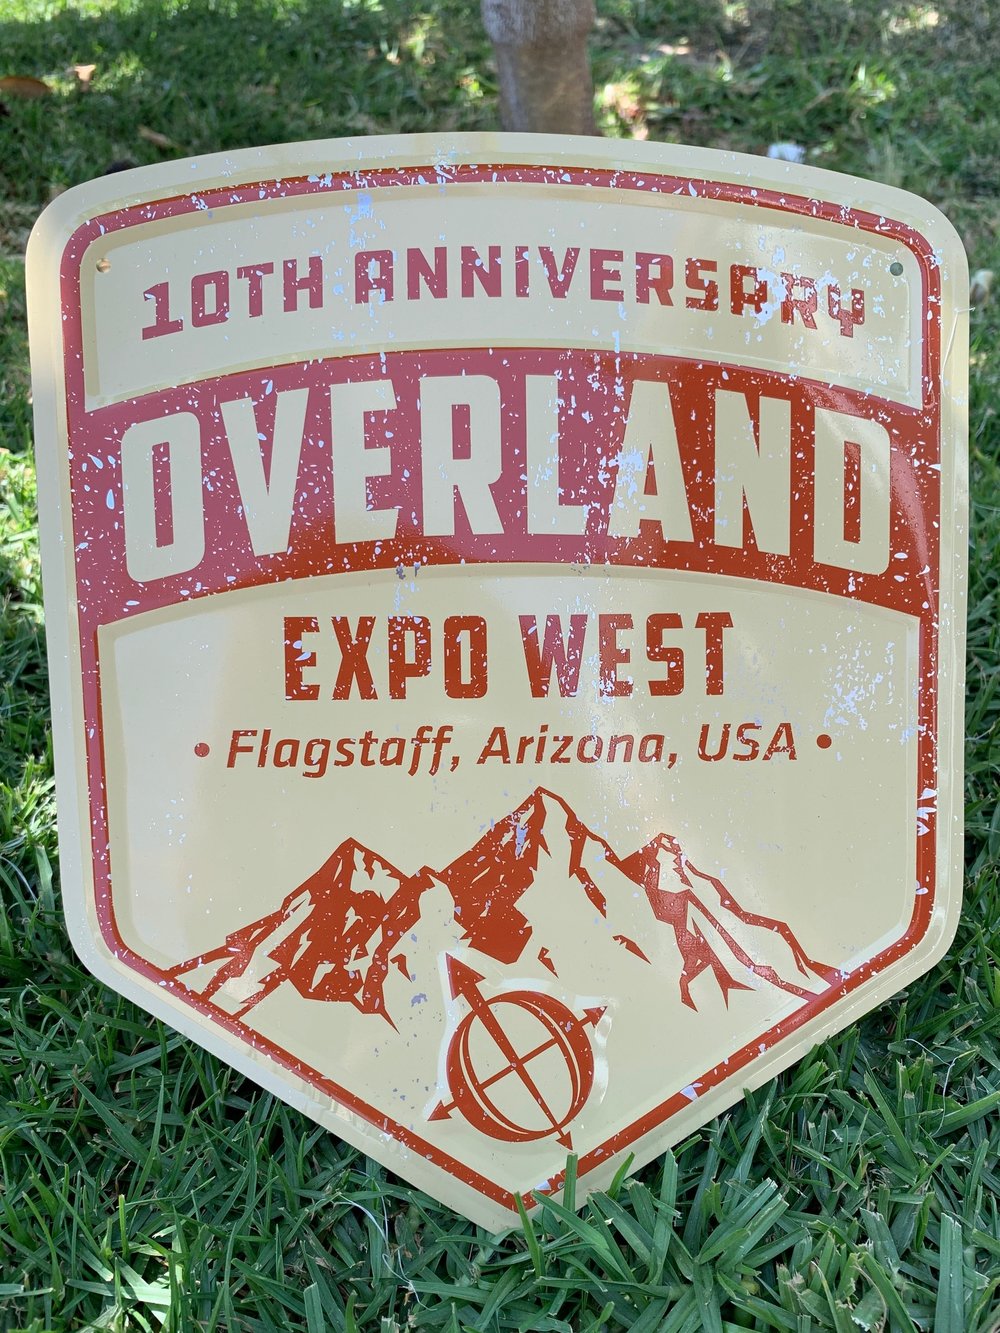 10TH ANNIVERSARY
OVERLAND
EXPO WEST
• Flagstaff, Arizona, USA •